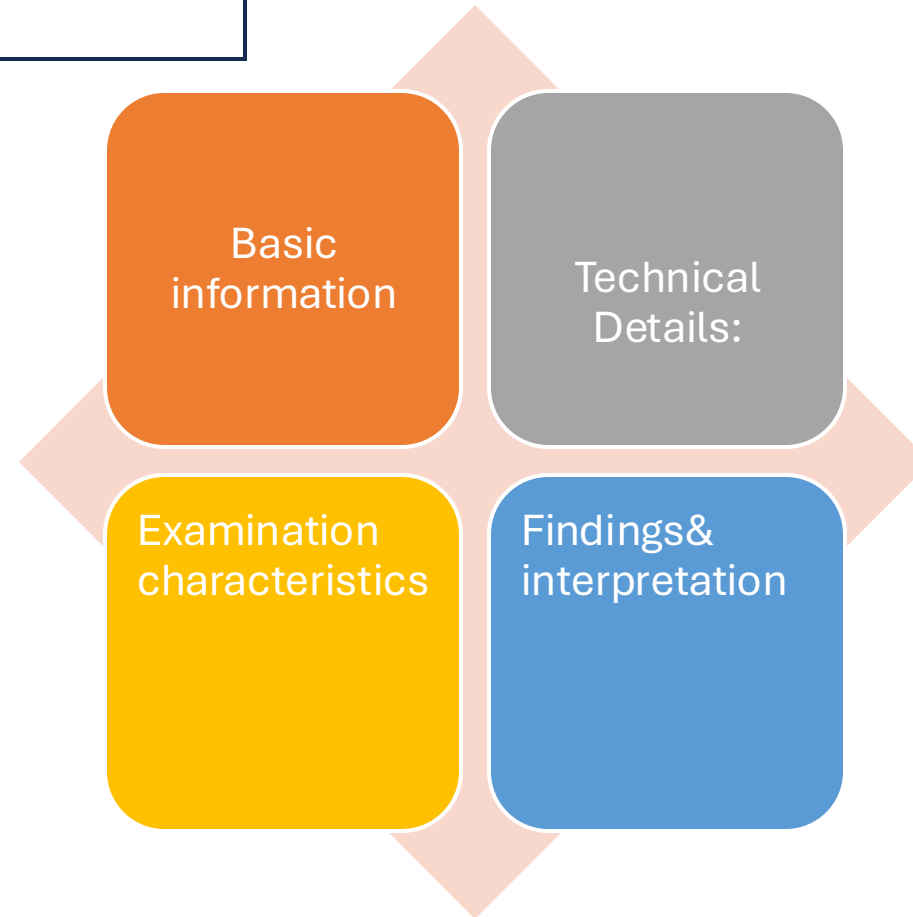 Basic
information
Technical
Details:
Examination
characteristics
Findings&
interpretation